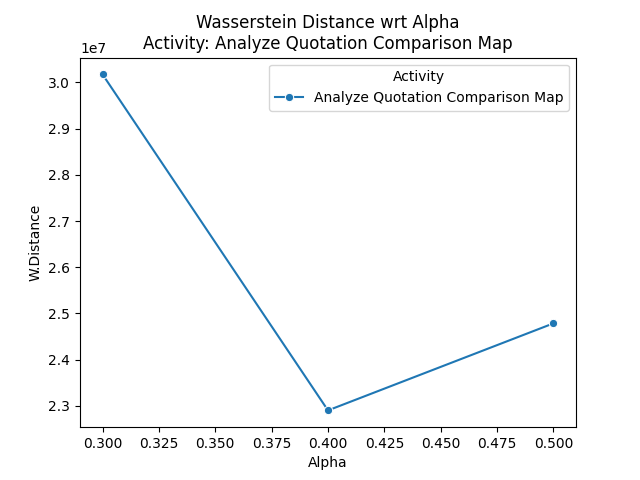 Wasserstein Distance wrt Alpha
Activity: Analyze Quotation Comparison Map
1e7
Activity
Analyze Quotation Comparison Map
3.0
2.9
2.8
2.7
2.6
2.5
2.4
2.3
W.Distance
0.300 0.325 0.350 0.375 0.400 0.425 0.450 0.475 0.500
Alpha